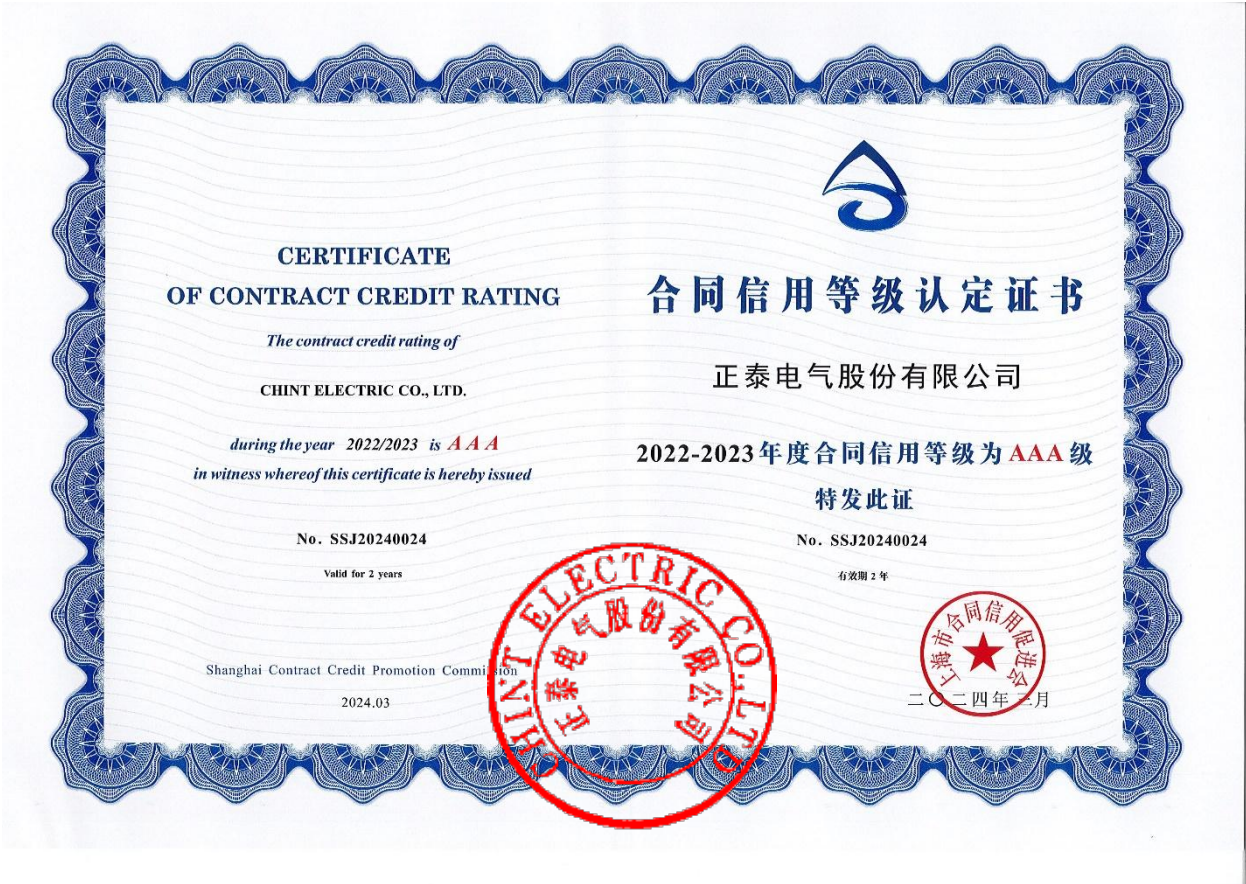 CERTIFICATE
OF CONTRACT CREDIT RATING
The contract credit rating of
CHINT ELECTRIC CO., LTD.
during the year 2022/2023 is AAA
in witness whereof this certificate is hereby issued
No. SSJ20240024
Valid for 2 years
Shanghai Contract Credit Promotion Commission
2024.03
合同信用等级认定证书
正泰电气股份有限公司
2022-2023年度合同信用等级为AAA级
特发此证
No. SSJ20240024
有效期 2 年
上海市合同信用促进会
二〇二四年三月
CHINT ELECTRIC CO., LTD
正泰电气股份有限公司